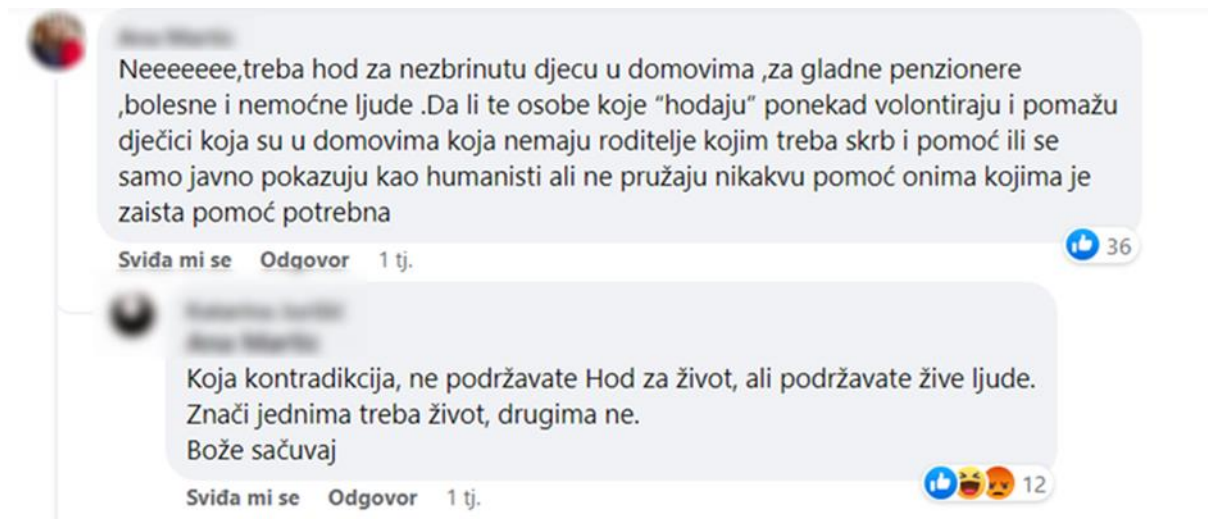 Neeeeeee,treba hod za nezbrinutu djecu u domovima ,za gladne penzionere
,bolesne i nemoćne ljude .Da li te osobe koje “hodaju” ponekad volontiraju i pomažu
dječici koja su u domovima koja nemaju roditelje kojim treba skrb i pomoć ili se
samo javno pokazuju kao humanisti ali ne pružaju nikakvu pomoć onima kojima je
zaista pomoć potrebna
36
Sviđa mi se Odgovor 1 tj.
Koja kontradikcija, ne podržavate Hod za život, ali podržavate žive ljude.
Znači jednima treba život, drugima ne.
Bože sačuvaj
12
Sviđa mi se Odgovor 1 tj.